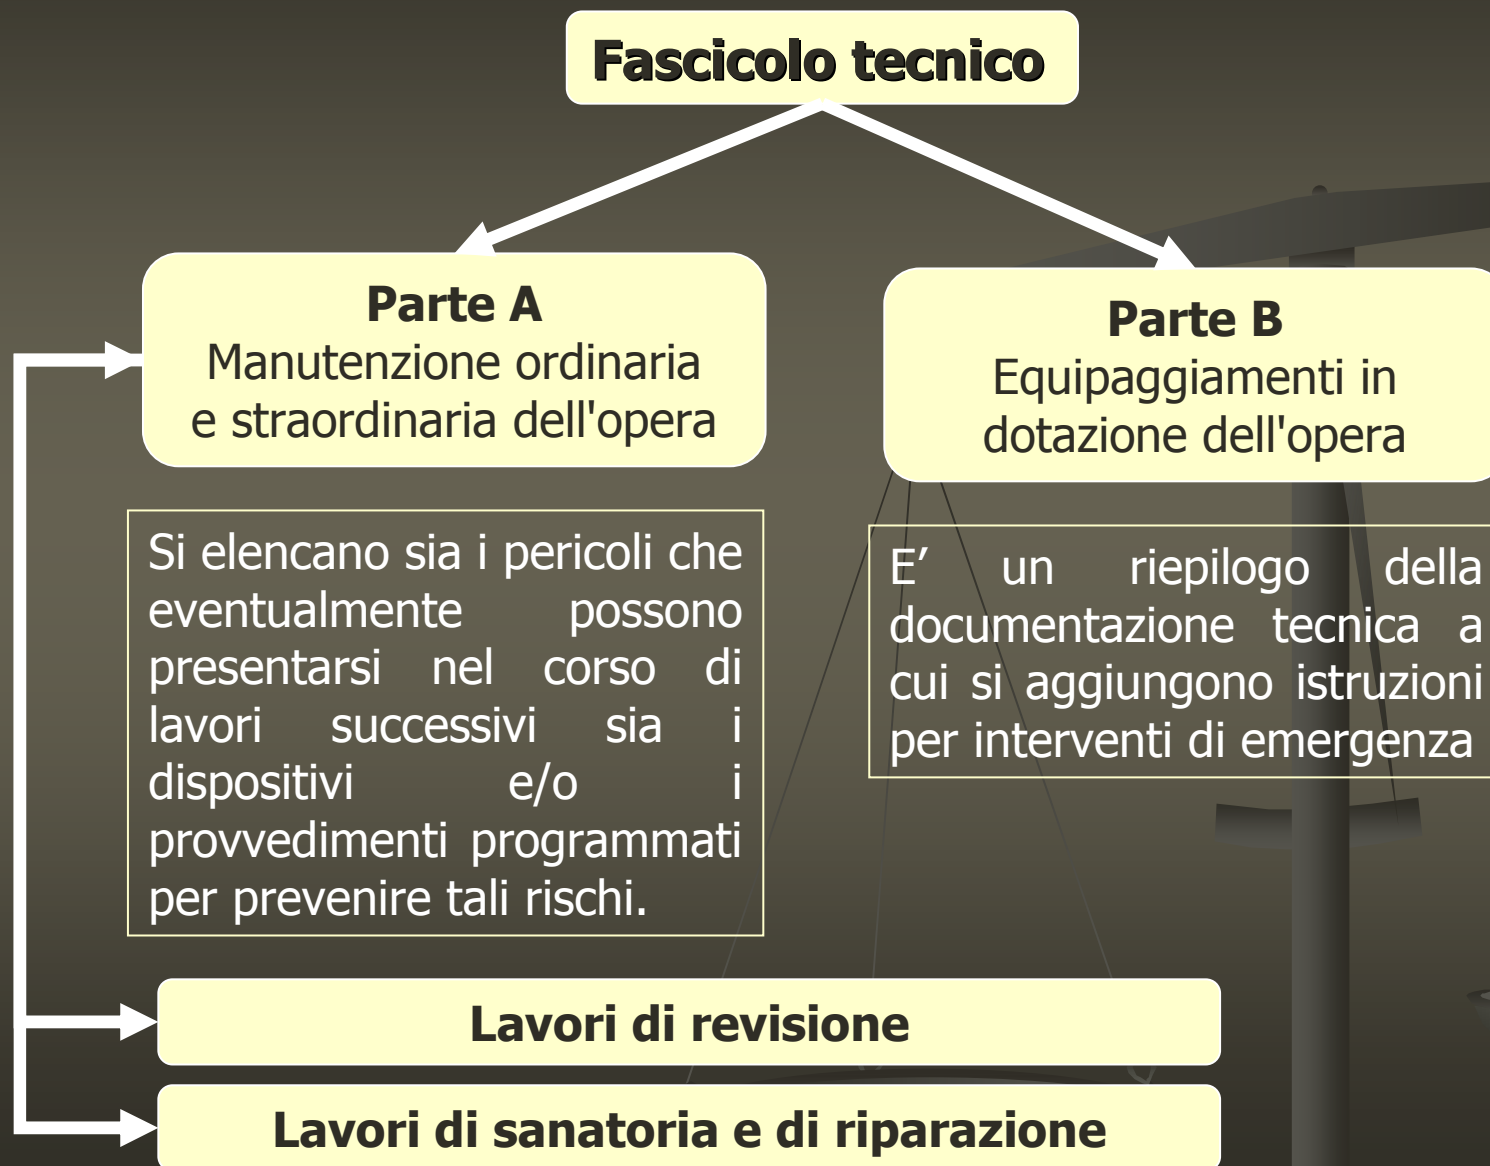 Fascicolo tecnico
Parte A
Manutenzione ordinaria
e straordinaria dell'opera
Parte B
Equipaggiamenti in
dotazione dell'opera
Si elencano sia i pericoli che
eventualmente possono
presentarsi nel corso di
lavori successivi sia i
dispositivi e/o i
provvedimenti programmati
per prevenire tali rischi.
E’ un riepilogo della
documentazione tecnica a
cui si aggiungono istruzioni
per interventi di emergenza
Lavori di revisione
Lavori di sanatoria e di riparazione